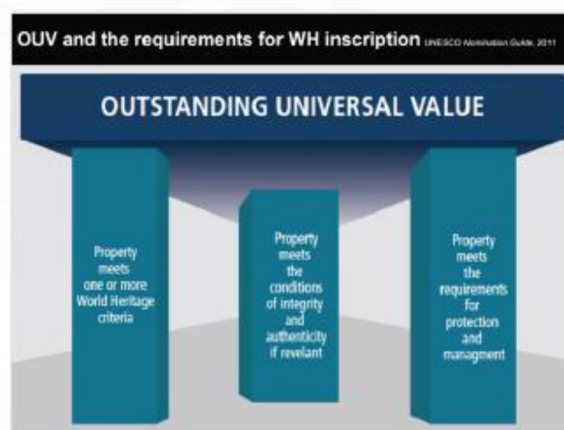 OUV and the requirements for WH inscription UNESCO Nomination Guide, 2011
OUTSTANDING UNIVERSAL VALUE
Property
meets
one or more
World Heritage
criteria
Property
meets
the
conditions
of integrity
and
authenticity
if revelant
Property
meets
the
requirements
for
protection
and
managment